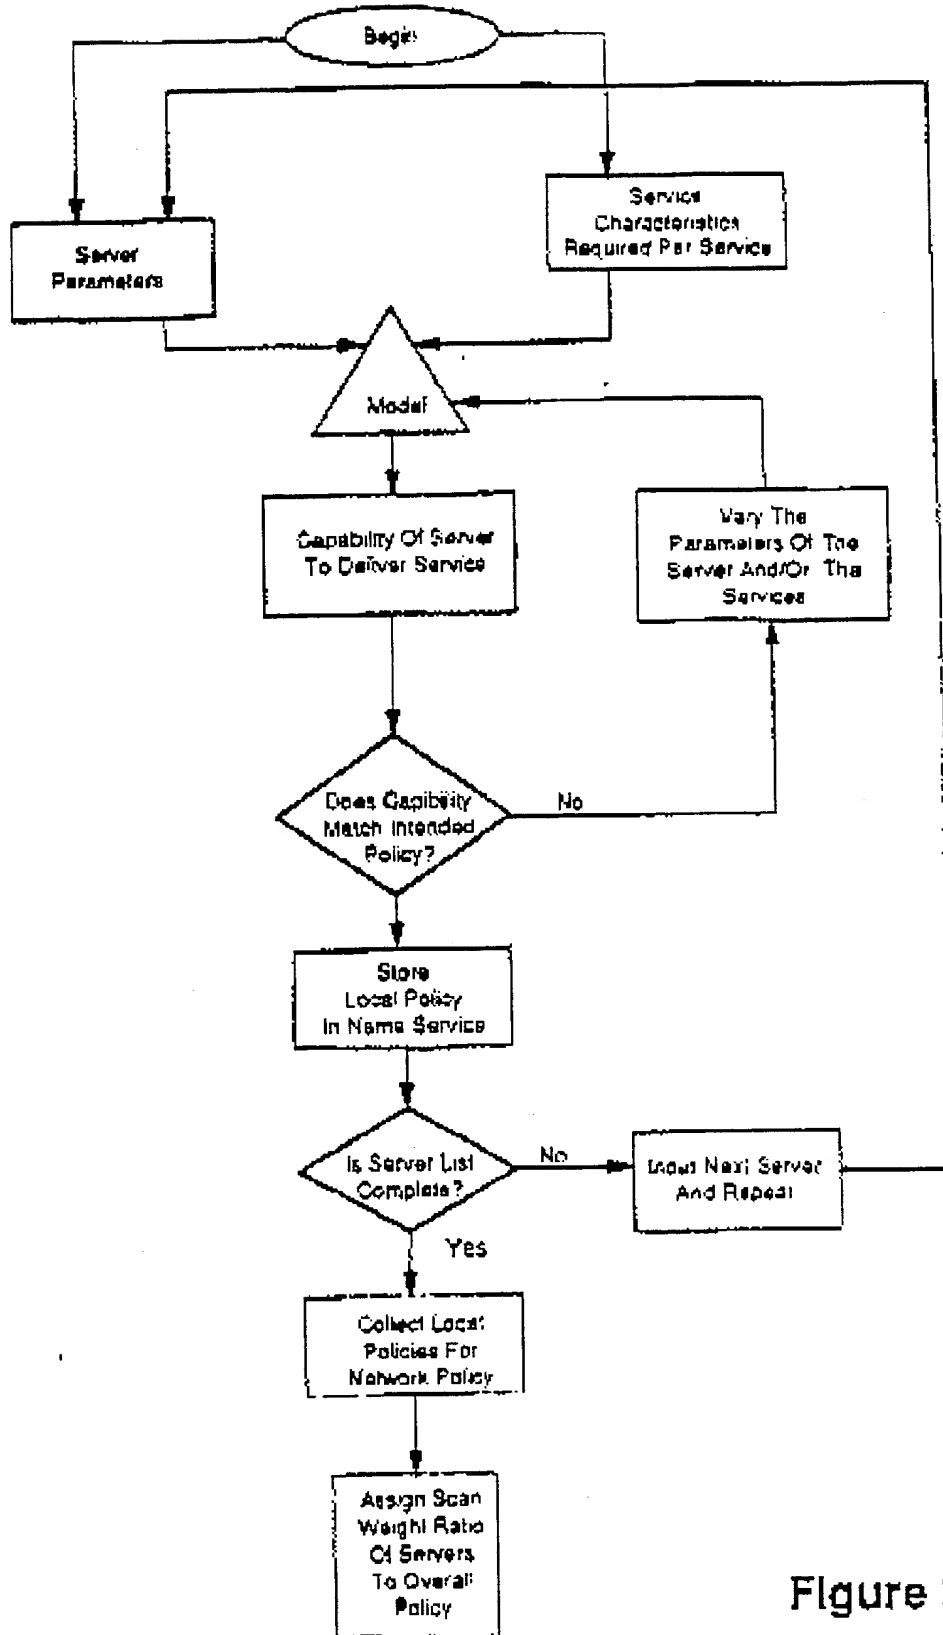 Begin
Server
Parameters
Service
Characteristics
Required Per Service
Model
Capability Of Server
To Deliver Service
Vary The
Parameters Of The
Server And/Or The
Services
Does Capibility
Match Intended
Policy?
No
Store
Local Policy
In Name Service
Is Server List
Complete?
No
Input Next Server
And Repeat
Yes
Collect Local
Policies For
Network Policy
Assign Scan
Weight Ratio
Of Servers
To Overall
Policy
Figure